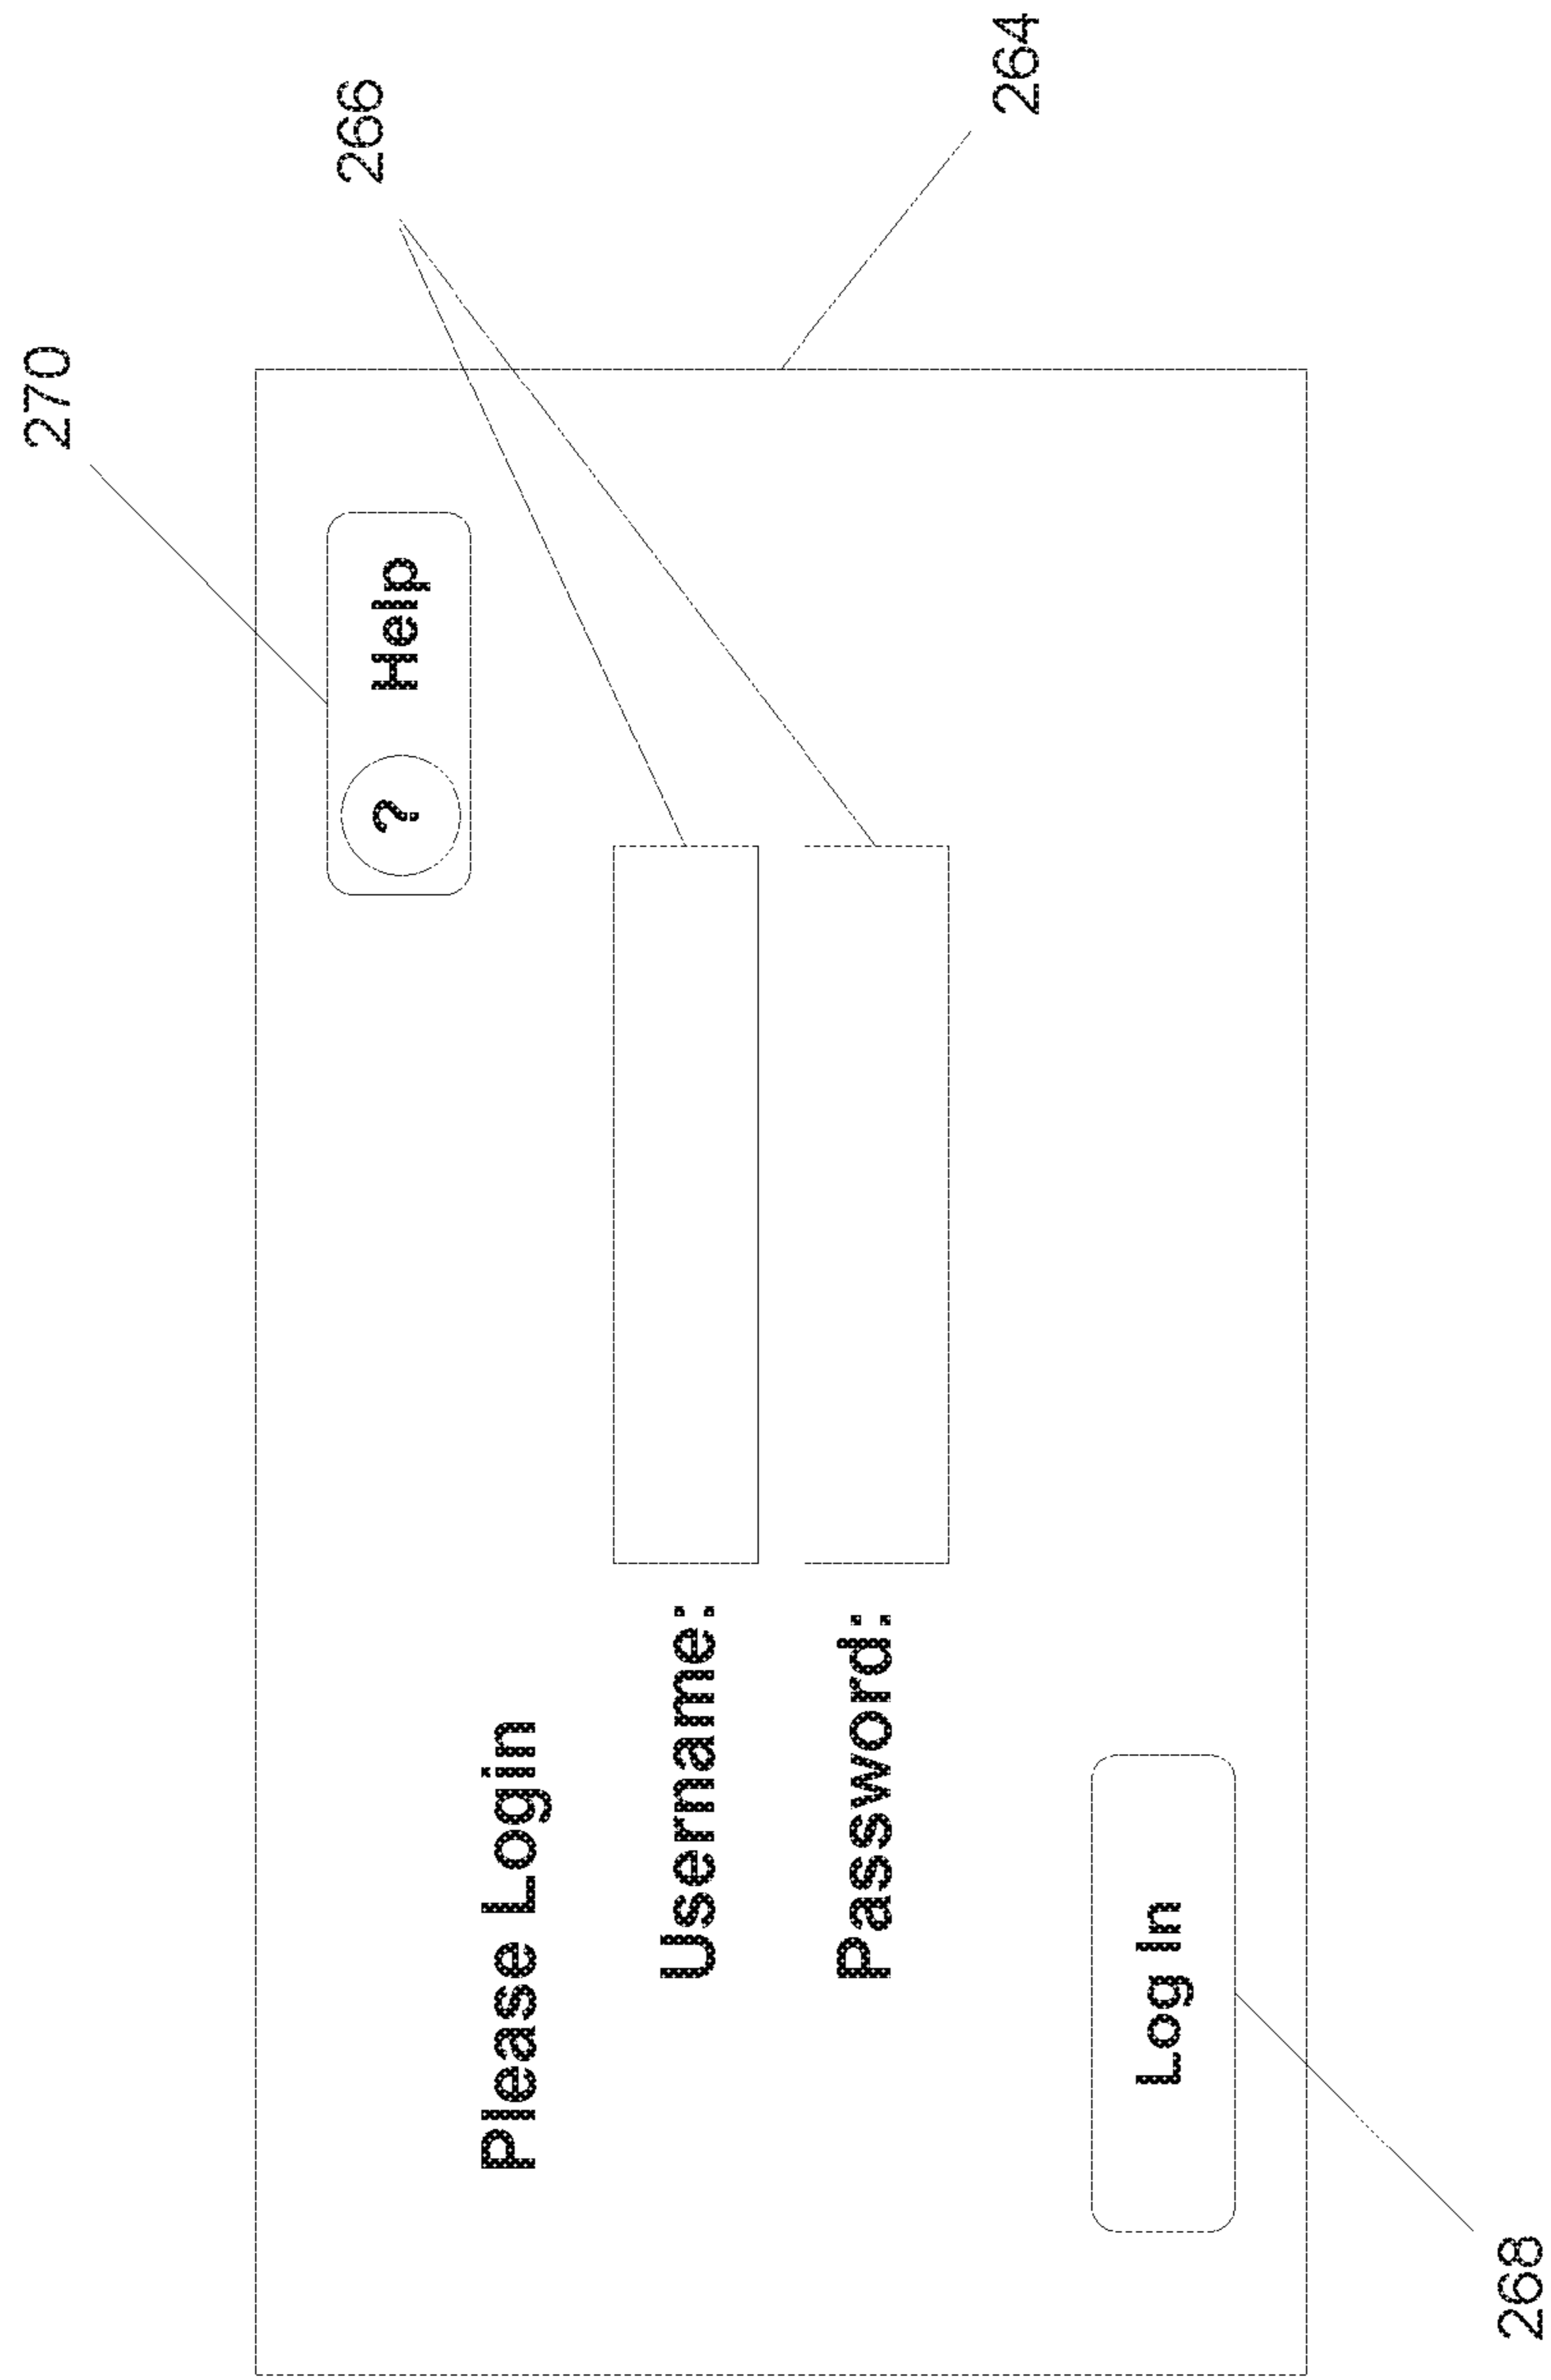 270
266
264
? Help
Please Login
Username:
Password:
Log In
268